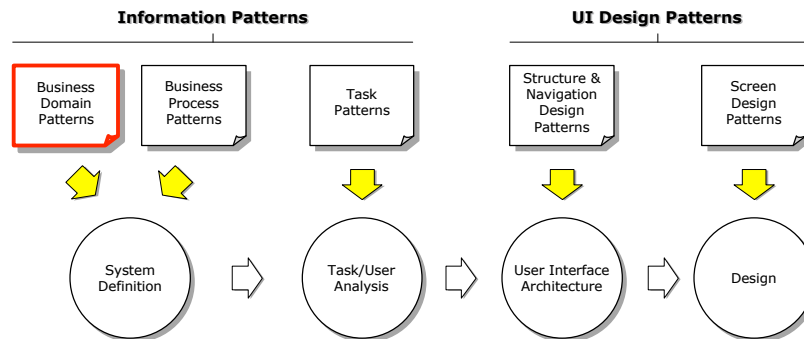 Information Patterns
UI Design Patterns
Business
Domain
Patterns
Business
Process
Patterns
Task
Patterns
Structure &
Navigation
Design
Patterns
Screen
Design
Patterns
System
Definition
Task/User
Analysis
User Interface
Architecture
Design